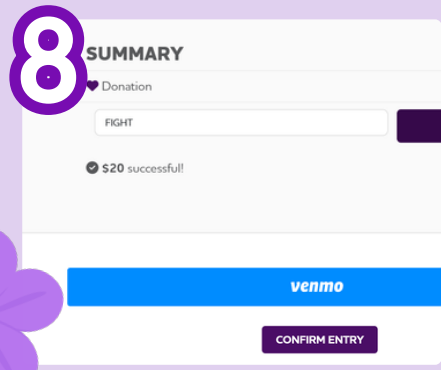 8
SUMMARY
Donation
FIGHT
$20 successful!
venmo
CONFIRM ENTRY